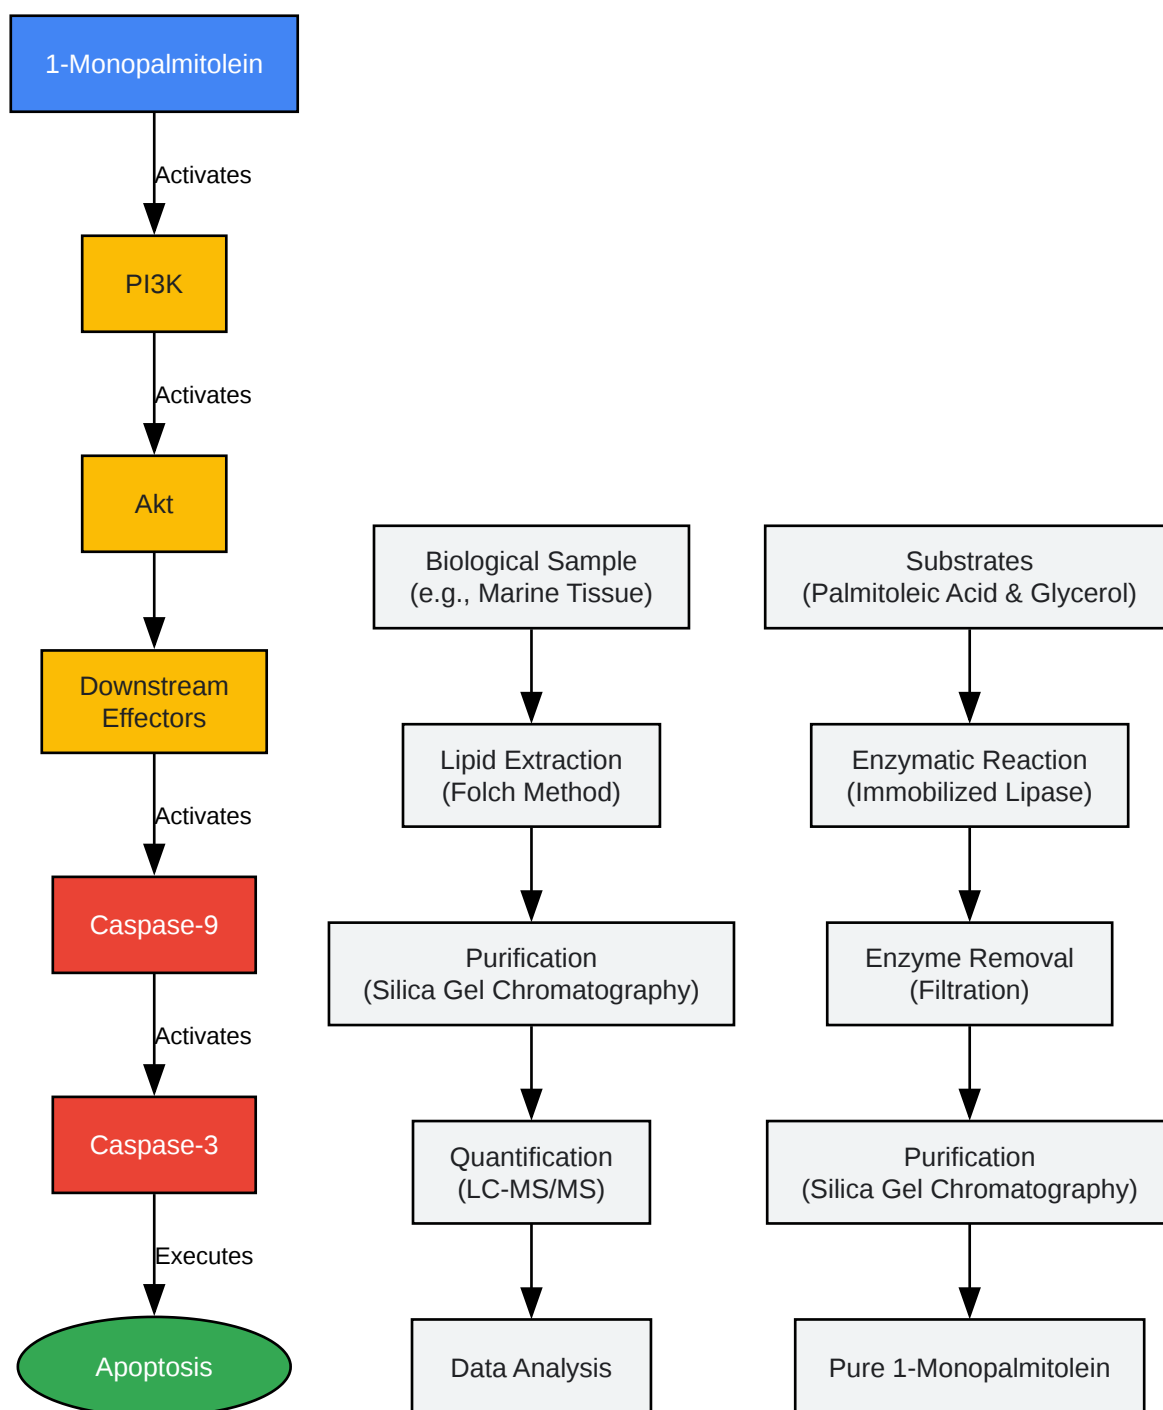 1-Monopalmitolein
Activates
PI3K
Activates
Akt
Downstream
Effectors
Activates
Caspase-9
Activates
Caspase-3
Executes
Apoptosis
Biological Sample
(e.g., Marine Tissue)
Lipid Extraction
(Folch Method)
Purification
(Silica Gel Chromatography)
Quantification
(LC-MS/MS)
Data Analysis
Substrates
(Palmitoleic Acid & Glycerol)
Enzymatic Reaction
(Immobilized Lipase)
Enzyme Removal
(Filtration)
Purification
(Silica Gel Chromatography)
Pure 1-Monopalmitolein